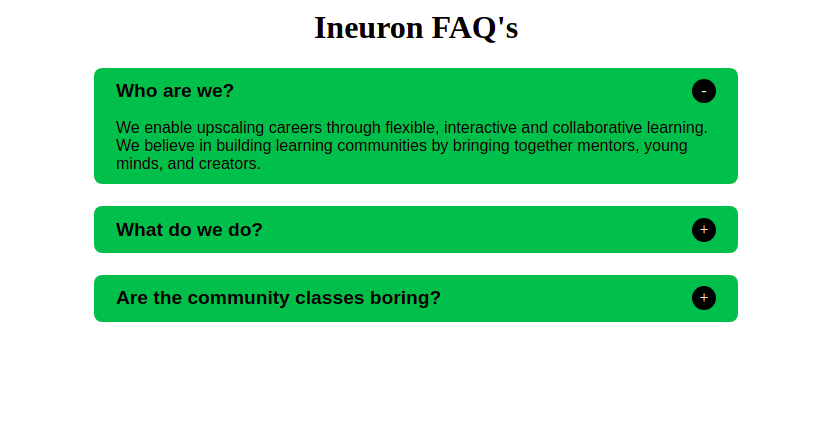 Ineuron FAQ's
Who are we?
-
We enable upscaling careers through flexible, interactive and collaborative learning.
We believe in building learning communities by bringing together mentors, young
minds, and creators.
What do we do?
+
Are the community classes boring?
+